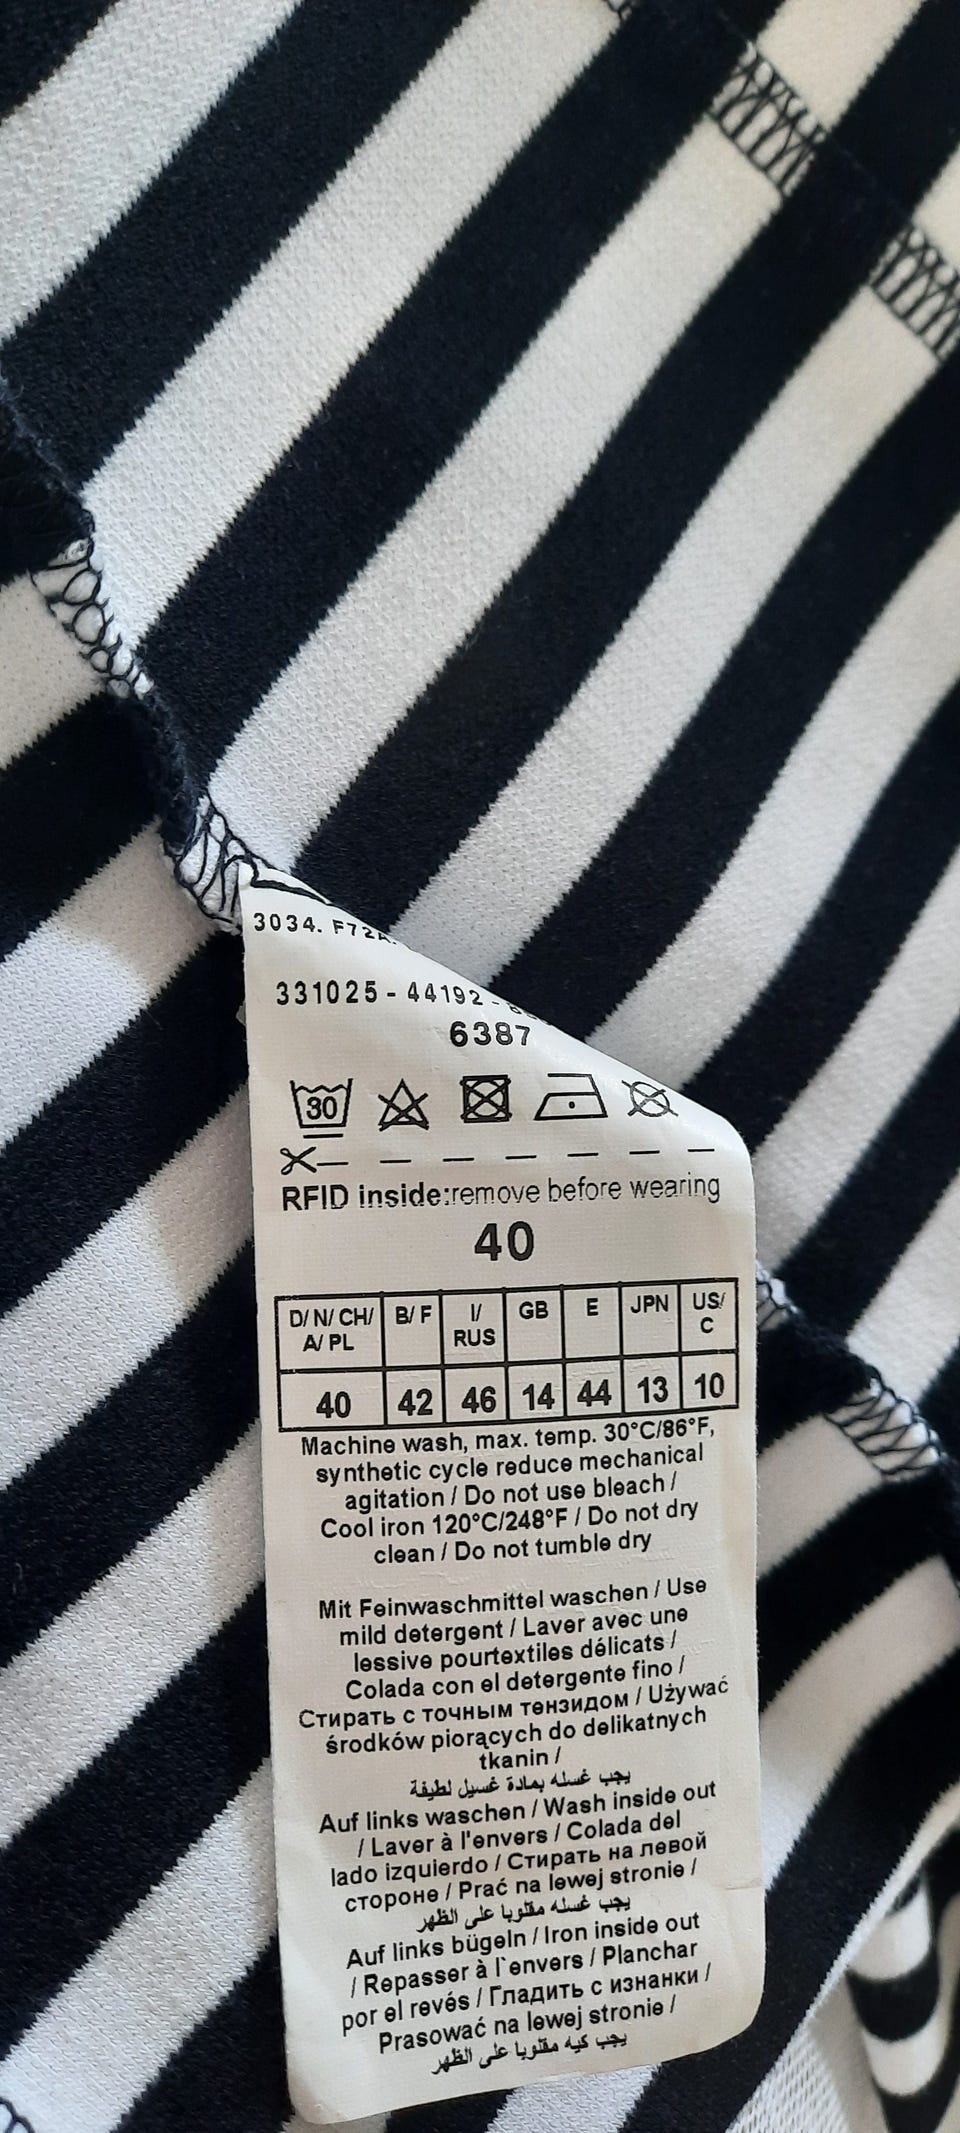 3034. F72A.
331025 - 44192 -
6387
30
RFID inside:remove before wearing
40
D/ N/ CH/ A/ PL B/ F I/ RUS GB E JPN US/ C
40 42 46 14 44 13 10
Machine wash, max. temp. 30°C/86°F,
synthetic cycle reduce mechanical
agitation / Do not use bleach /
Cool iron 120°C/248°F / Do not dry
clean / Do not tumble dry
Mit Feinwaschmittel waschen / Use
mild detergent / Laver avec une
lessive pourtextiles délicats /
Colada con el detergente fino /
Стирать с точным тензидом / Używać
środków piorących do delikatnych
tkanin /
يجب غسله بمادة غسيل لطيفة
Auf links waschen / Wash inside out
/ Laver à l'envers / Colada del
lado izquierdo / Стирать на левой
стороне / Prać na lewej stronie /
يجب غسله مقلوبا على الظهر
Auf links bügeln / Iron inside out
/ Repasser à l`envers / Planchar
por el revés / Гладить с изнанки /
Prasować na lewej stronie /
يجب كيه مقلوبا على الظهر